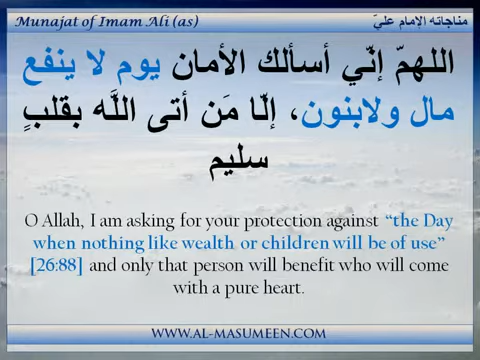 Munajat of Imam Ali (as) مناجاته الإمام عليّ
اللهمّ إنّي أسألك الأمان يوم لا ينفع
مال ولابنون، إلّا مَن أتى اللَّه بقلبٍ
سليم
O Allah, I am asking for your protection against “the Day
when nothing like wealth or children will be of use”
[26:88] and only that person will benefit who will come
with a pure heart.
WWW.AL-MASUMEEN.COM